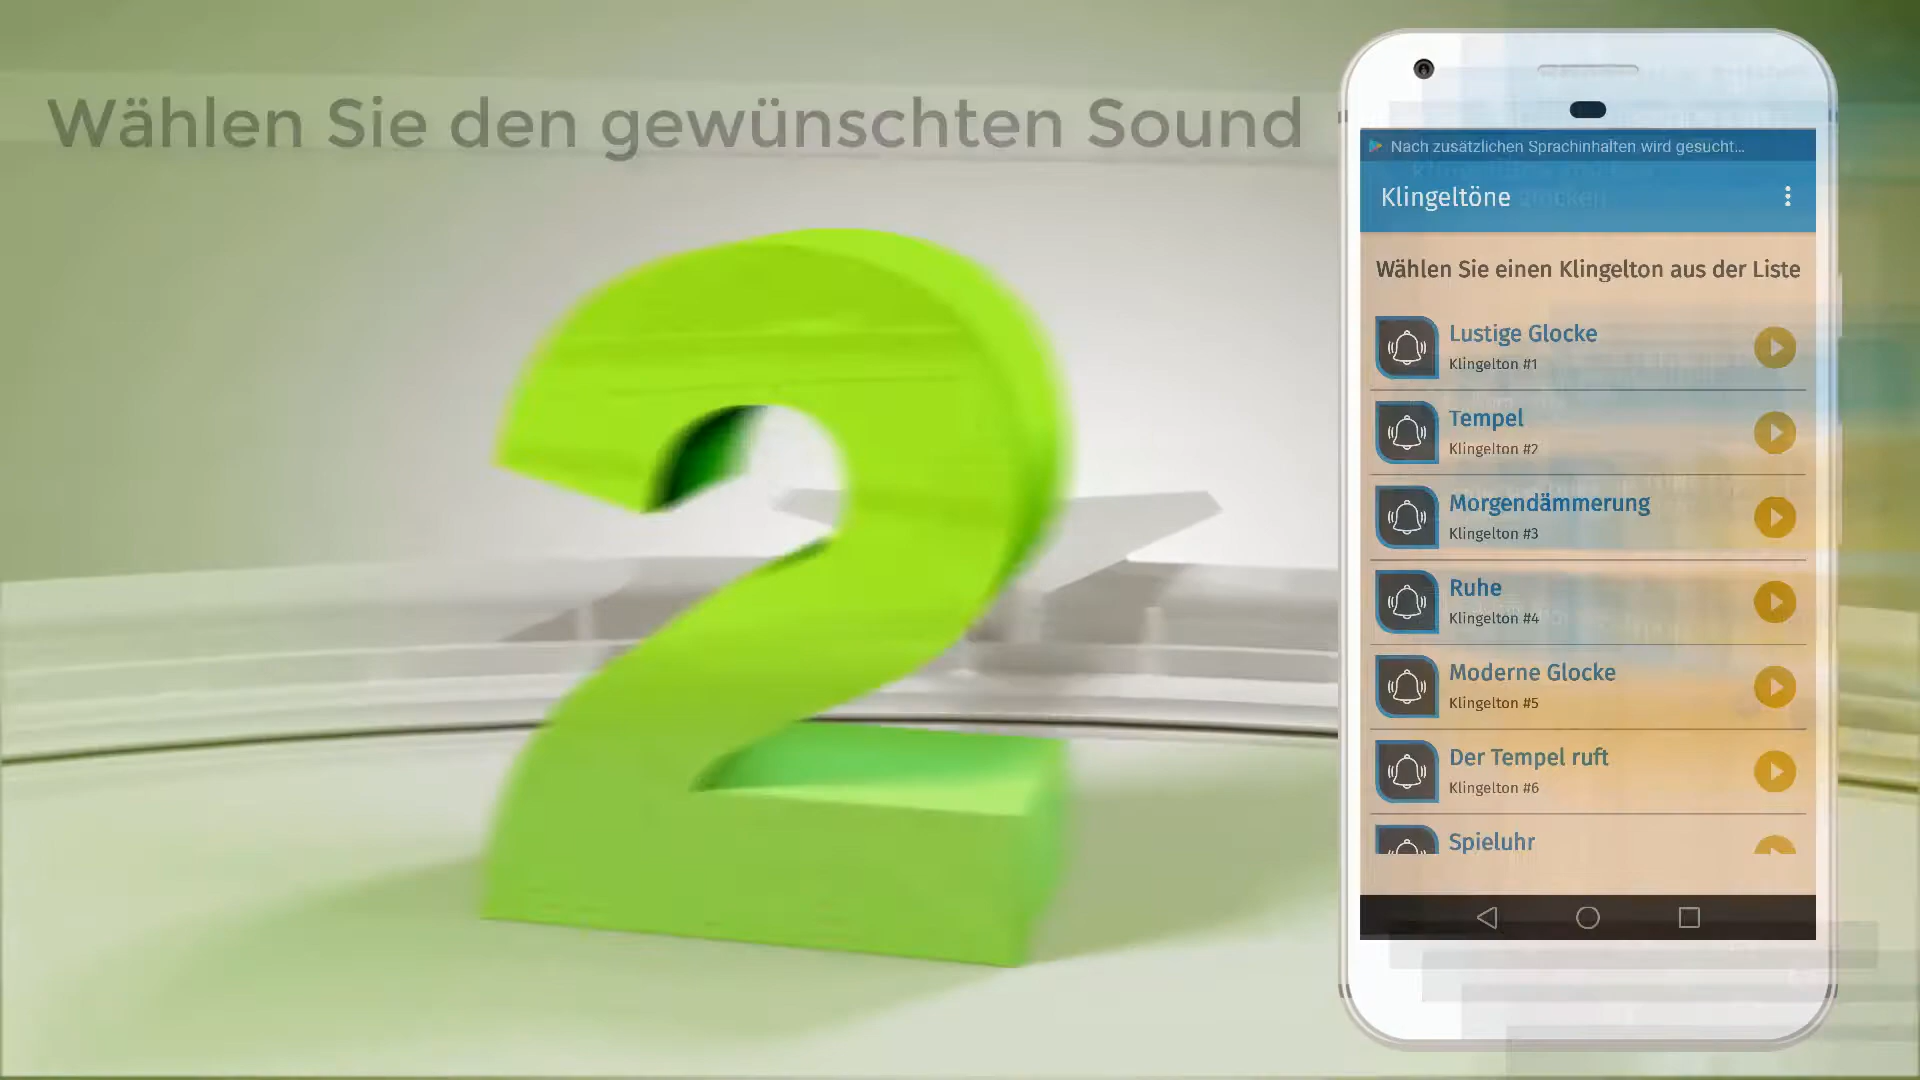 Wählen Sie den gewünschten Sound
2
Nach zusätzlichen Sprachinhalten wird gesucht...
Klingeltöne
Wählen Sie einen Klingelton aus der Liste
Lustige Glocke
Klingelton #1
Tempel
Klingelton #2
Morgendämmerung
Klingelton #3
Ruhe
Klingelton #4
Moderne Glocke
Klingelton #5
Der Tempel ruft
Klingelton #6
Spieluhr